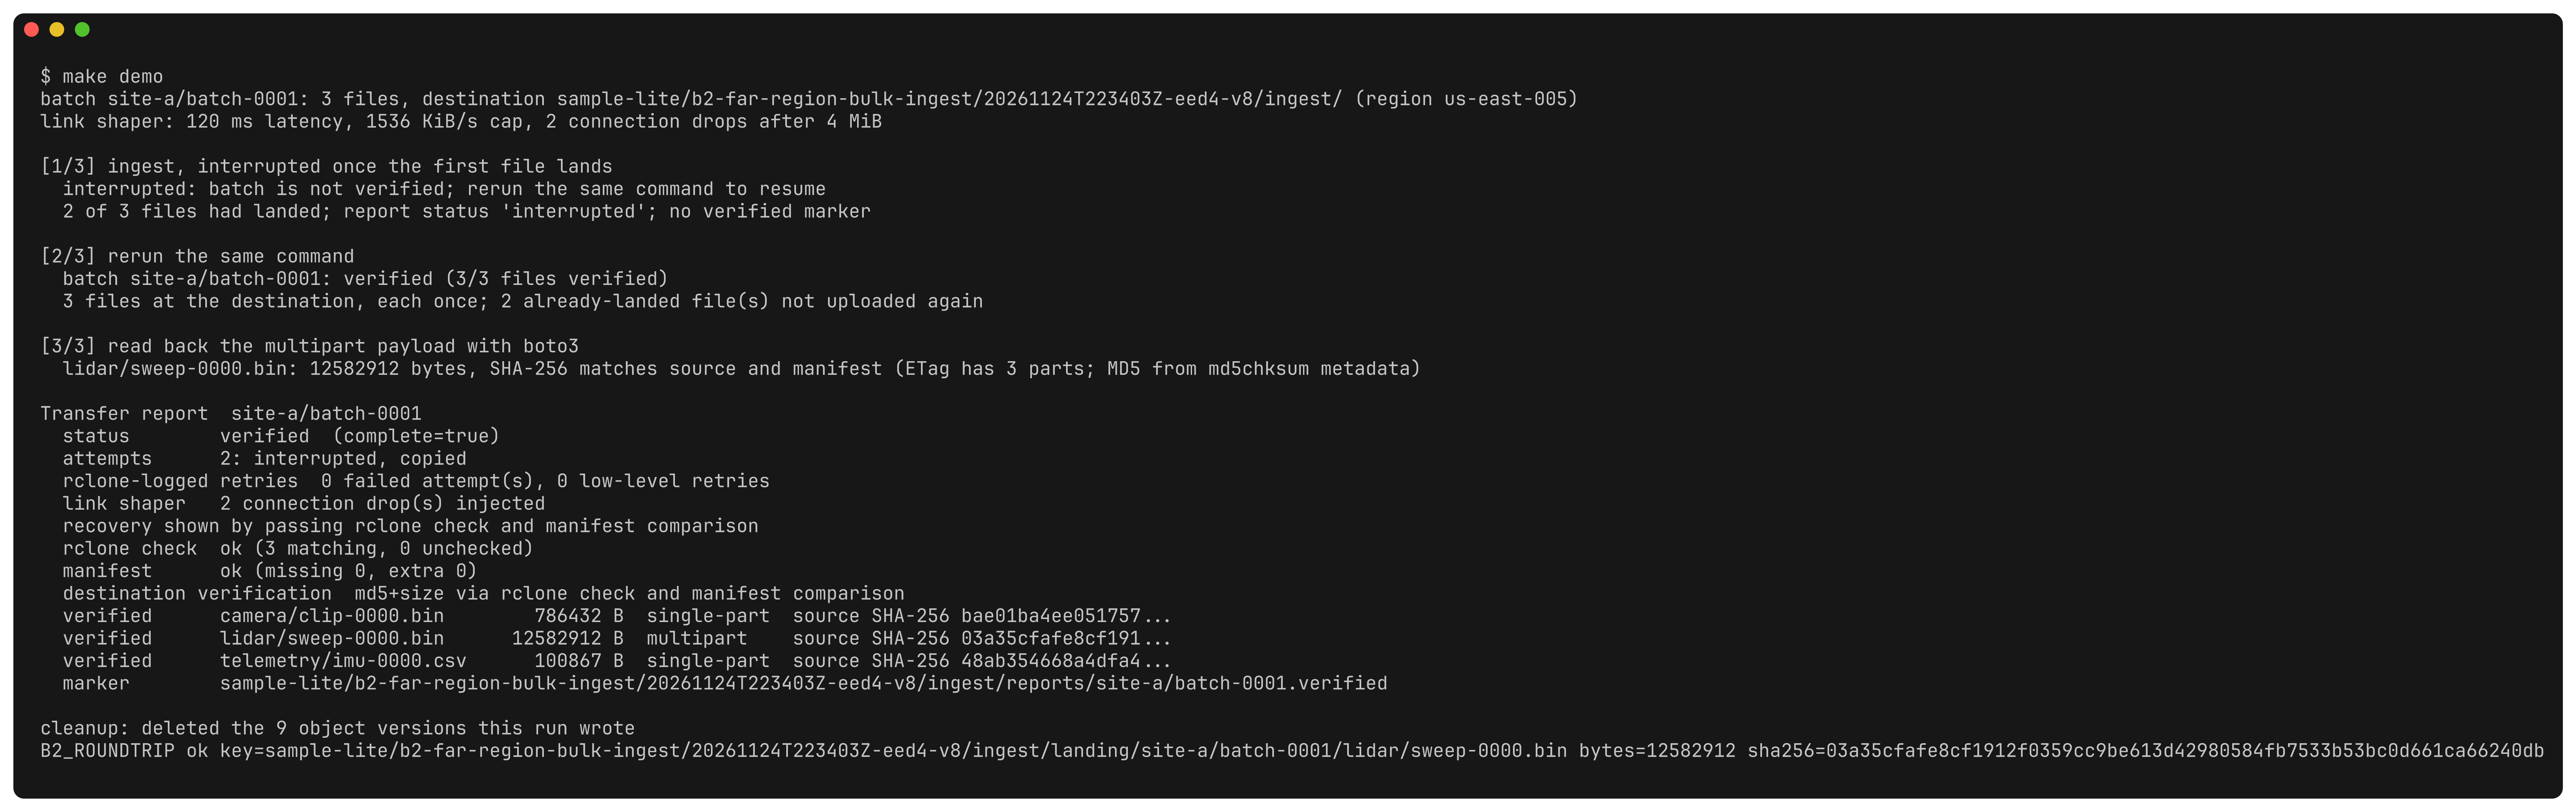 $ make demo
batch site-a/batch-0001: 3 files, destination sample-lite/b2-far-region-bulk-ingest/20261124T223403Z-eed4-v8/ingest/ (region us-east-005)
link shaper: 120 ms latency, 1536 KiB/s cap, 2 connection drops after 4 MiB
[1/3] ingest, interrupted once the first file lands
interrupted: batch is not verified; rerun the same command to resume
2 of 3 files had landed; report status 'interrupted'; no verified marker
[2/3] rerun the same command
batch site-a/batch-0001: verified (3/3 files verified)
3 files at the destination, each once; 2 already-landed file(s) not uploaded again
[3/3] read back the multipart payload with boto3
lidar/sweep-0000.bin: 12582912 bytes, SHA-256 matches source and manifest (ETag has 3 parts; MD5 from md5chksum metadata)
Transfer report  site-a/batch-0001
status        verified  (complete=true)
attempts      2: interrupted, copied
rclone-logged retries  0 failed attempt(s), 0 low-level retries
link shaper   2 connection drop(s) injected
recovery shown by passing rclone check and manifest comparison
rclone check  ok (3 matching, 0 unchecked)
manifest      ok (missing 0, extra 0)
destination verification  md5+size via rclone check and manifest comparison
verified      camera/clip-0000.bin        786432 B  single-part  source SHA-256 bae01ba4ee051757...
verified      lidar/sweep-0000.bin      12582912 B  multipart    source SHA-256 03a35cfafe8cf191...
verified      telemetry/imu-0000.csv      100867 B  single-part  source SHA-256 48ab354668a4dfa4...
marker        sample-lite/b2-far-region-bulk-ingest/20261124T223403Z-eed4-v8/ingest/reports/site-a/batch-0001.verified
cleanup: deleted the 9 object versions this run wrote
B2_ROUNDTRIP ok key=sample-lite/b2-far-region-bulk-ingest/20261124T223403Z-eed4-v8/ingest/landing/site-a/batch-0001/lidar/sweep-0000.bin bytes=12582912 sha256=03a35cfafe8cf1912f0359cc9be613d42980584fb7533b53bc0d661ca66240db